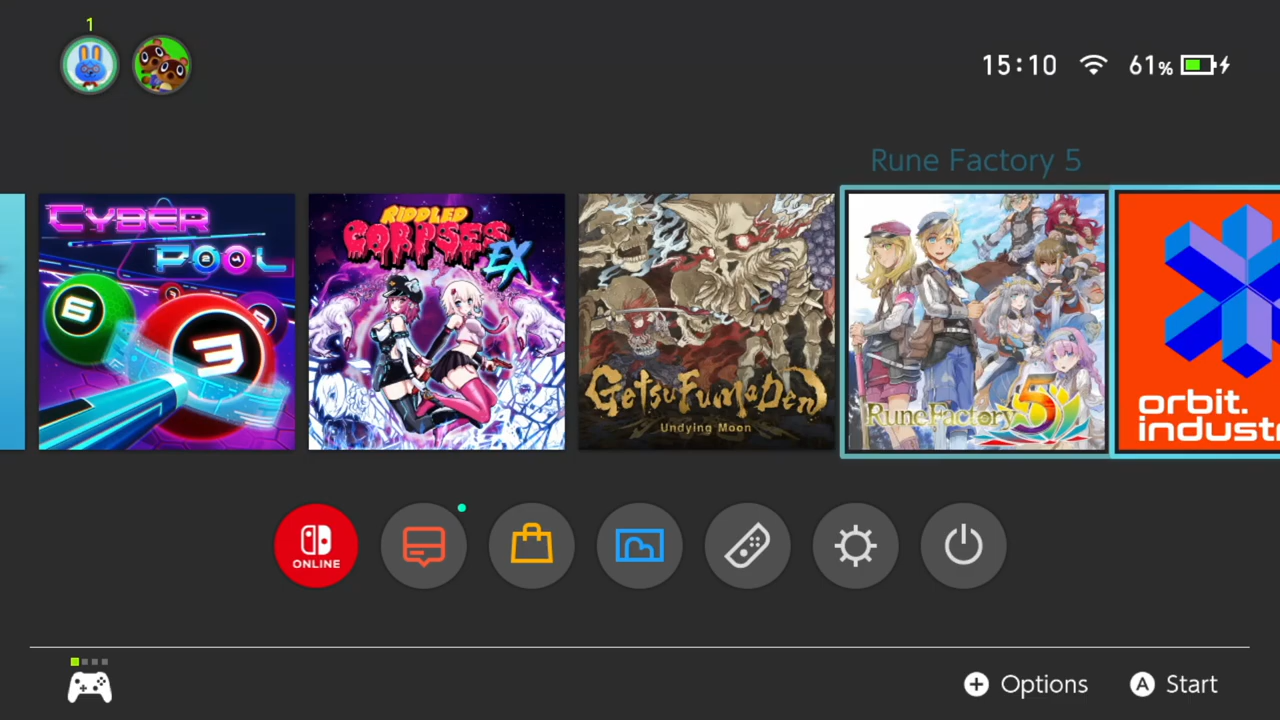 1
15:10
61%
Rune Factory 5
CYBER
POOL
6
3
RIDDLED
CORPSES
EX
GetsuFumaDen
Undying Moon
Rune Factory 5
orbit.
indust
ONLINE
+ Options
A Start